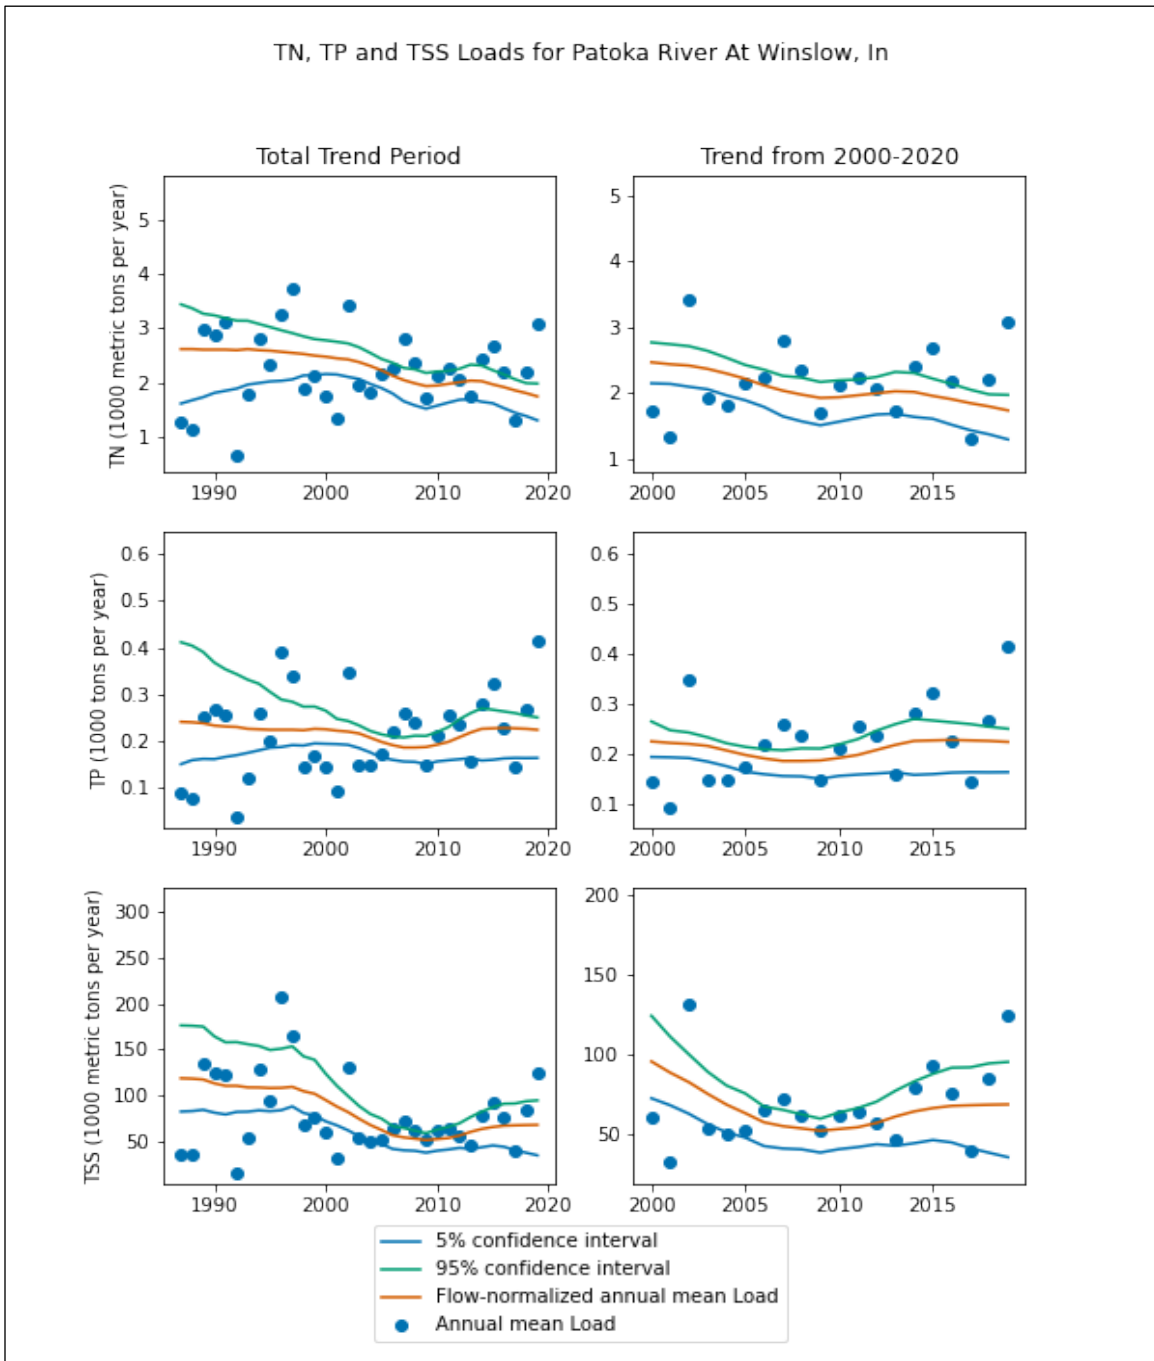 TN, TP and TSS Loads for Patoka River At Winslow, In
Total Trend Period
Trend from 2000-2020
TN (1000 metric tons per year)
5
4
3
2
1
1990 2000 2010 2020
5
4
3
2
1
2000 2005 2010 2015
TP (1000 tons per year)
0.6
0.5
0.4
0.3
0.2
0.1
1990 2000 2010 2020
0.6
0.5
0.4
0.3
0.2
0.1
2000 2005 2010 2015
TSS (1000 metric tons per year)
300
250
200
150
100
50
1990 2000 2010 2020
200
150
100
50
2000 2005 2010 2015
5% confidence interval
95% confidence interval
Flow-normalized annual mean Load
Annual mean Load